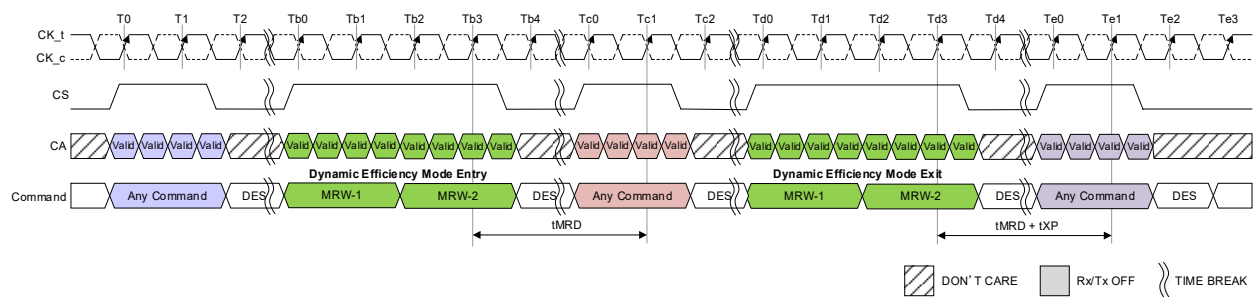 T0 T1 T2 Tb0 Tb1 Tb2 Tb3 Tb4 Tc0 Tc1 Tc2 Td0 Td1 Td2 Td3 Td4 Te0 Te1 Te2 Te3
CK_t
CK_c
CS
CA Valid Valid Valid Valid Valid Valid Valid Valid Valid Valid Valid Valid Valid Valid Valid Valid Valid Valid Valid Valid Valid Valid Valid Valid Valid Valid Valid Valid
Dynamic Efficiency Mode Entry Dynamic Efficiency Mode Exit
Command Any Command DES MRW-1 MRW-2 DES Any Command DES MRW-1 MRW-2 DES Any Command DES
tMRD tMRD + tXP
DON'T CARE Rx/Tx OFF TIME BREAK